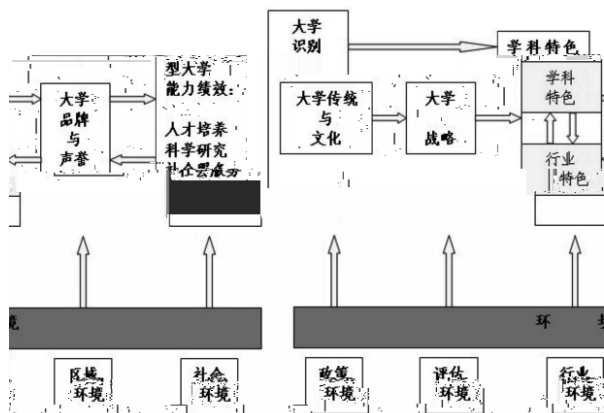 大学
识别
学科特色
型大学
能力绩效:
大学
品牌
与
声誉
人才培养
科学研究
大学传统
与
文化
大学
战略
学科
特色
行业
特色
境
环 境
区域
环境
社会
环境
政策
环境
评估
环境
行业
环境